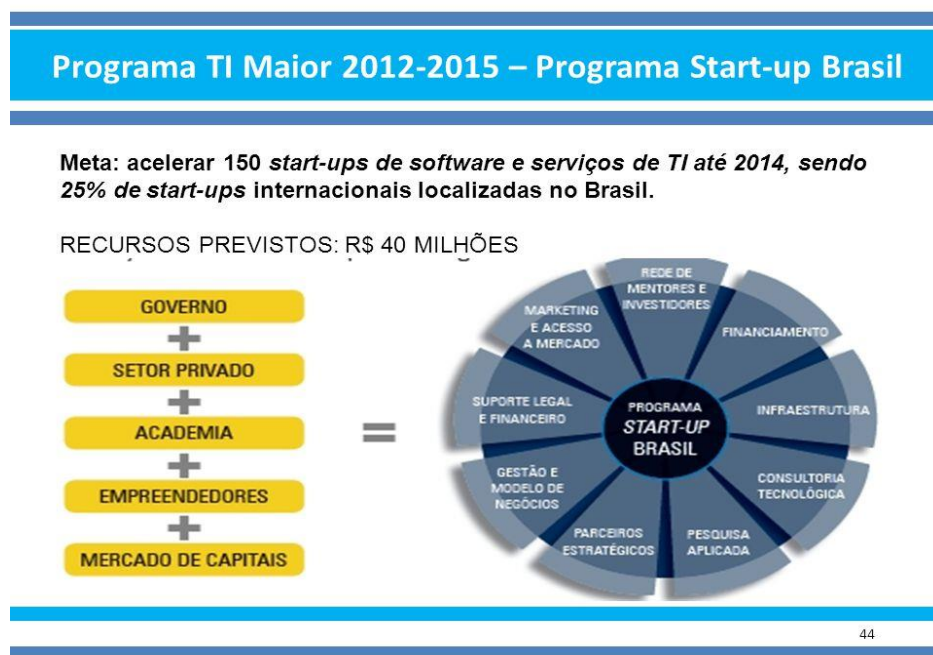 Programa TI Maior 2012-2015 – Programa Start-up Brasil
Meta: acelerar 150 start-ups de software e serviços de TI até 2014, sendo
25% de start-ups internacionais localizadas no Brasil.
RECURSOS PREVISTOS: R$ 40 MILHÕES
GOVERNO
+
SETOR PRIVADO
+
ACADEMIA
+
EMPREENDEDORES
+
MERCADO DE CAPITAIS
=
PROGRAMA
START-UP
BRASIL
REDE DE
MENTORES E
INVESTIDORES
FINANCIAMENTO
INFRAESTRUTURA
CONSULTORIA
TECNOLÓGICA
PESQUISA
APLICADA
PARCEIROS
ESTRATÉGICOS
GESTÃO E
MODELO DE
NEGÓCIOS
SUPORTE LEGAL
E FINANCEIRO
MARKETING
E ACESSO
A MERCADO
44